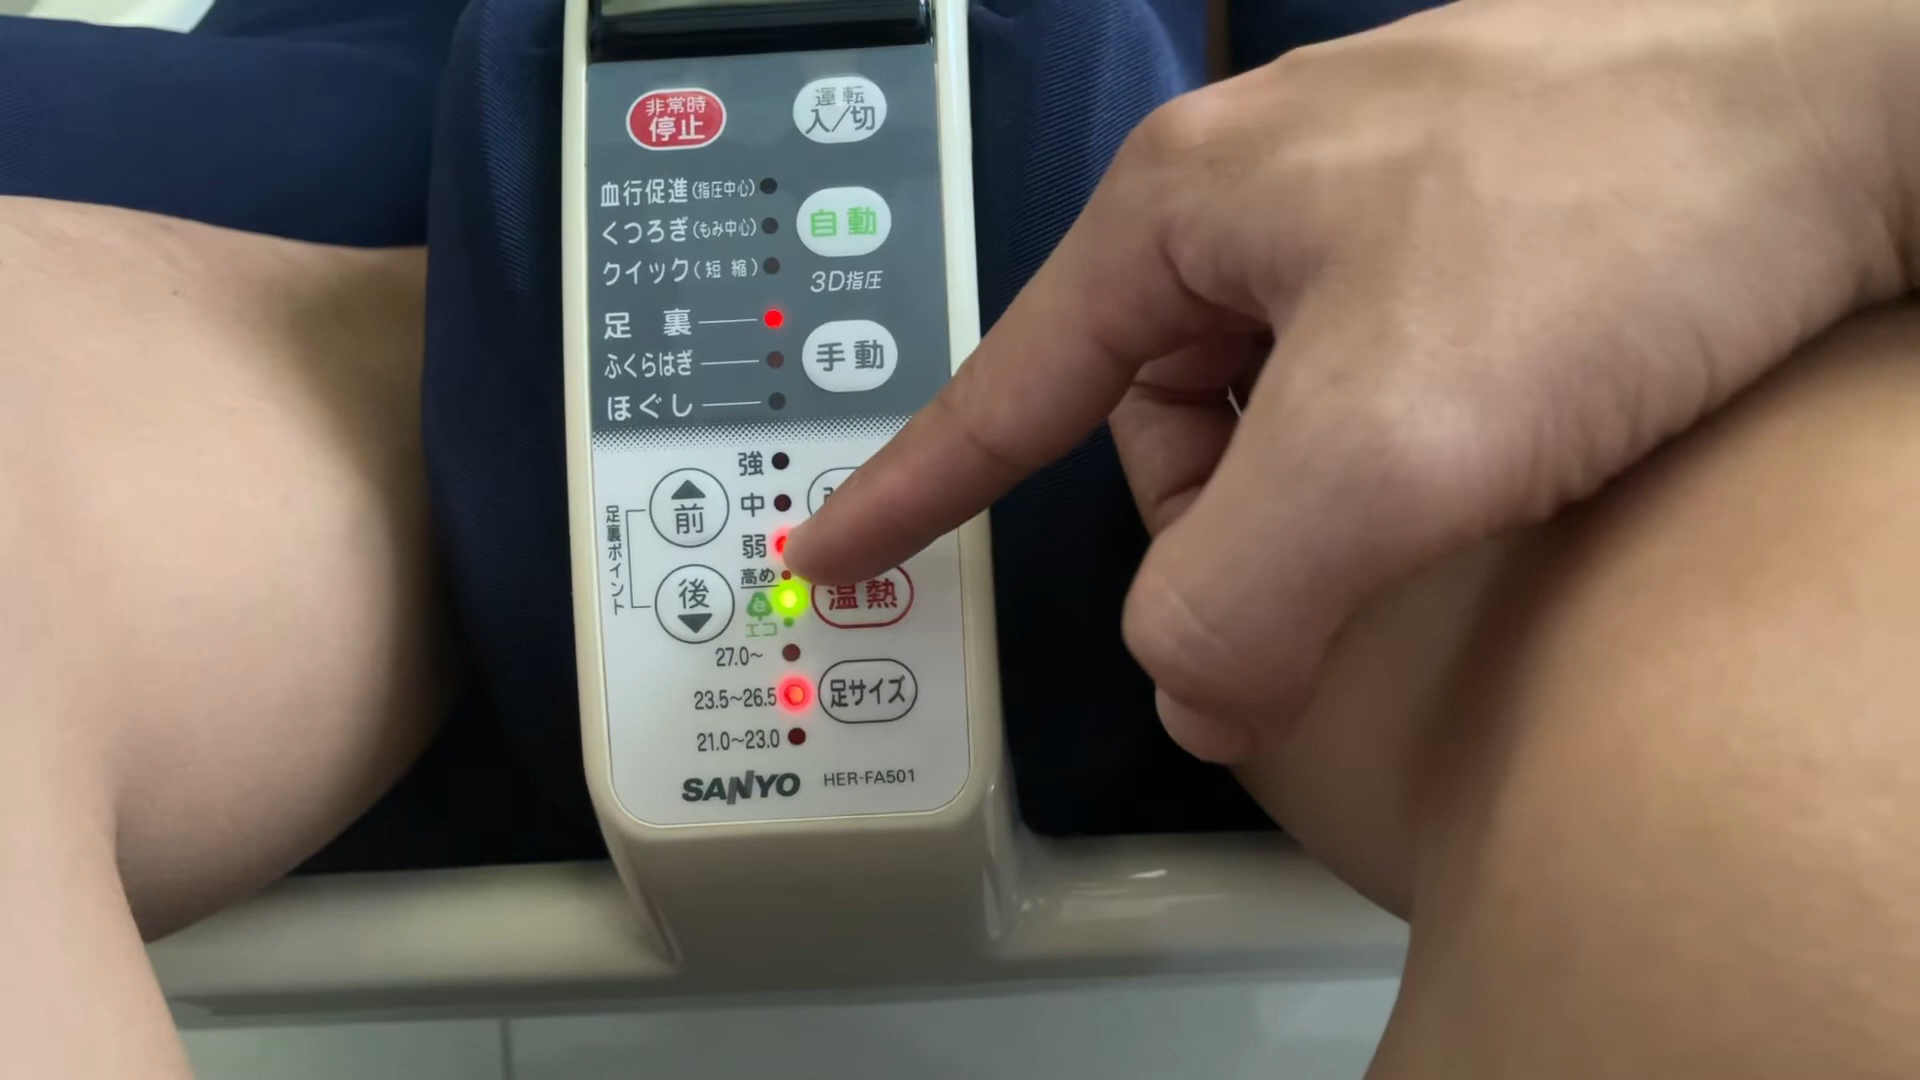 非常時
停止
運転
入/切
血行促進(指圧中心)
くつろぎ(もみ中心)
クイック(短縮)
自動
3D指圧
足裏
ふくらはぎ
ほぐし
手動
足裏ポイント
前
後
強
中
弱
高め
エコ
温熱
27.0~
23.5~26.5
21.0~23.0
足サイズ
SANYO
HER-FA501